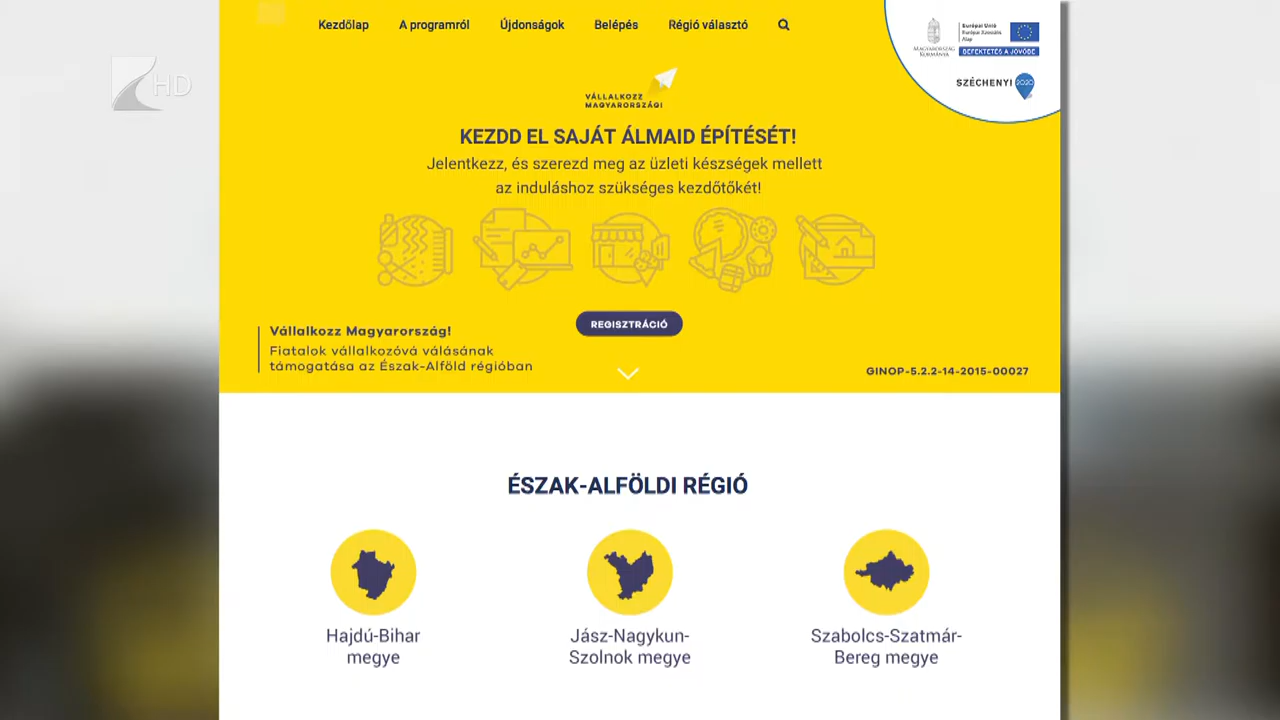 Kezdőlap A programról Újdonságok Belépés Régió választó
MAGYARORSZÁG
KORMÁNYA
Európai Unió
Európai Szociális
Alap
BEFEKTETÉS A JÖVŐBE
SZÉCHENYI 2020
HD
VÁLLALKOZZ
MAGYARORSZÁG!
KEZDD EL SAJÁT ÁLMAID ÉPÍTÉSÉT!
Jelentkezz, és szerezd meg az üzleti készségek mellett
az induláshoz szükséges kezdőtőkét!
REGISZTRÁCIÓ
Vállalkozz Magyarország!
Fiatalok vállalkozóvá válásának
támogatása az Észak-Alföld régióban
GINOP-5.2.2-14-2015-00027
ÉSZAK-ALFÖLDI RÉGIÓ
Hajdú-Bihar
megye
Jász-Nagykun-
Szolnok megye
Szabolcs-Szatmár-
Bereg megye